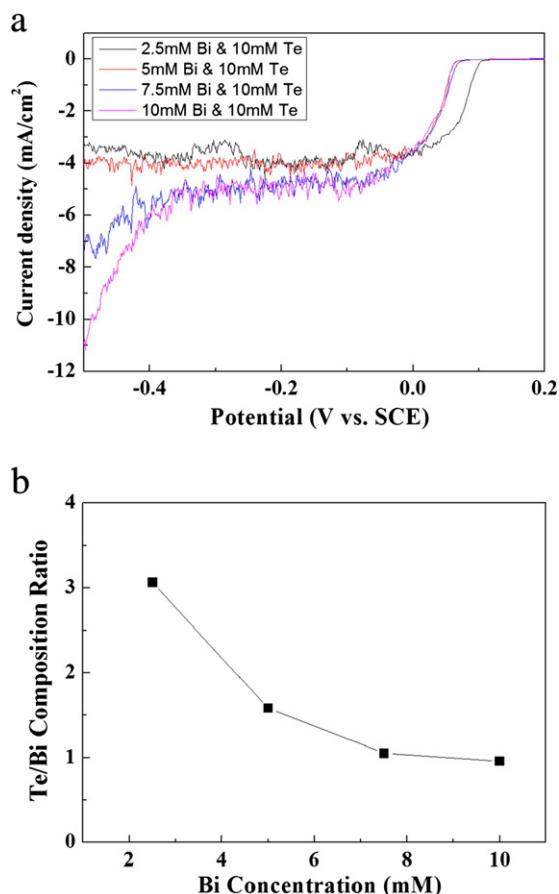 a
2.5mM Bi & 10mM Te
5mM Bi & 10mM Te
7.5mM Bi & 10mM Te
10mM Bi & 10mM Te
0
-2
-4
-6
-8
-10
-12
Current density (mA/cm²)
-0.4
-0.2
0.0
0.2
Potential (V vs. SCE)
b
4
3
2
1
0
Te/Bi Composition Ratio
2
4
6
8
10
Bi Concentration (mM)